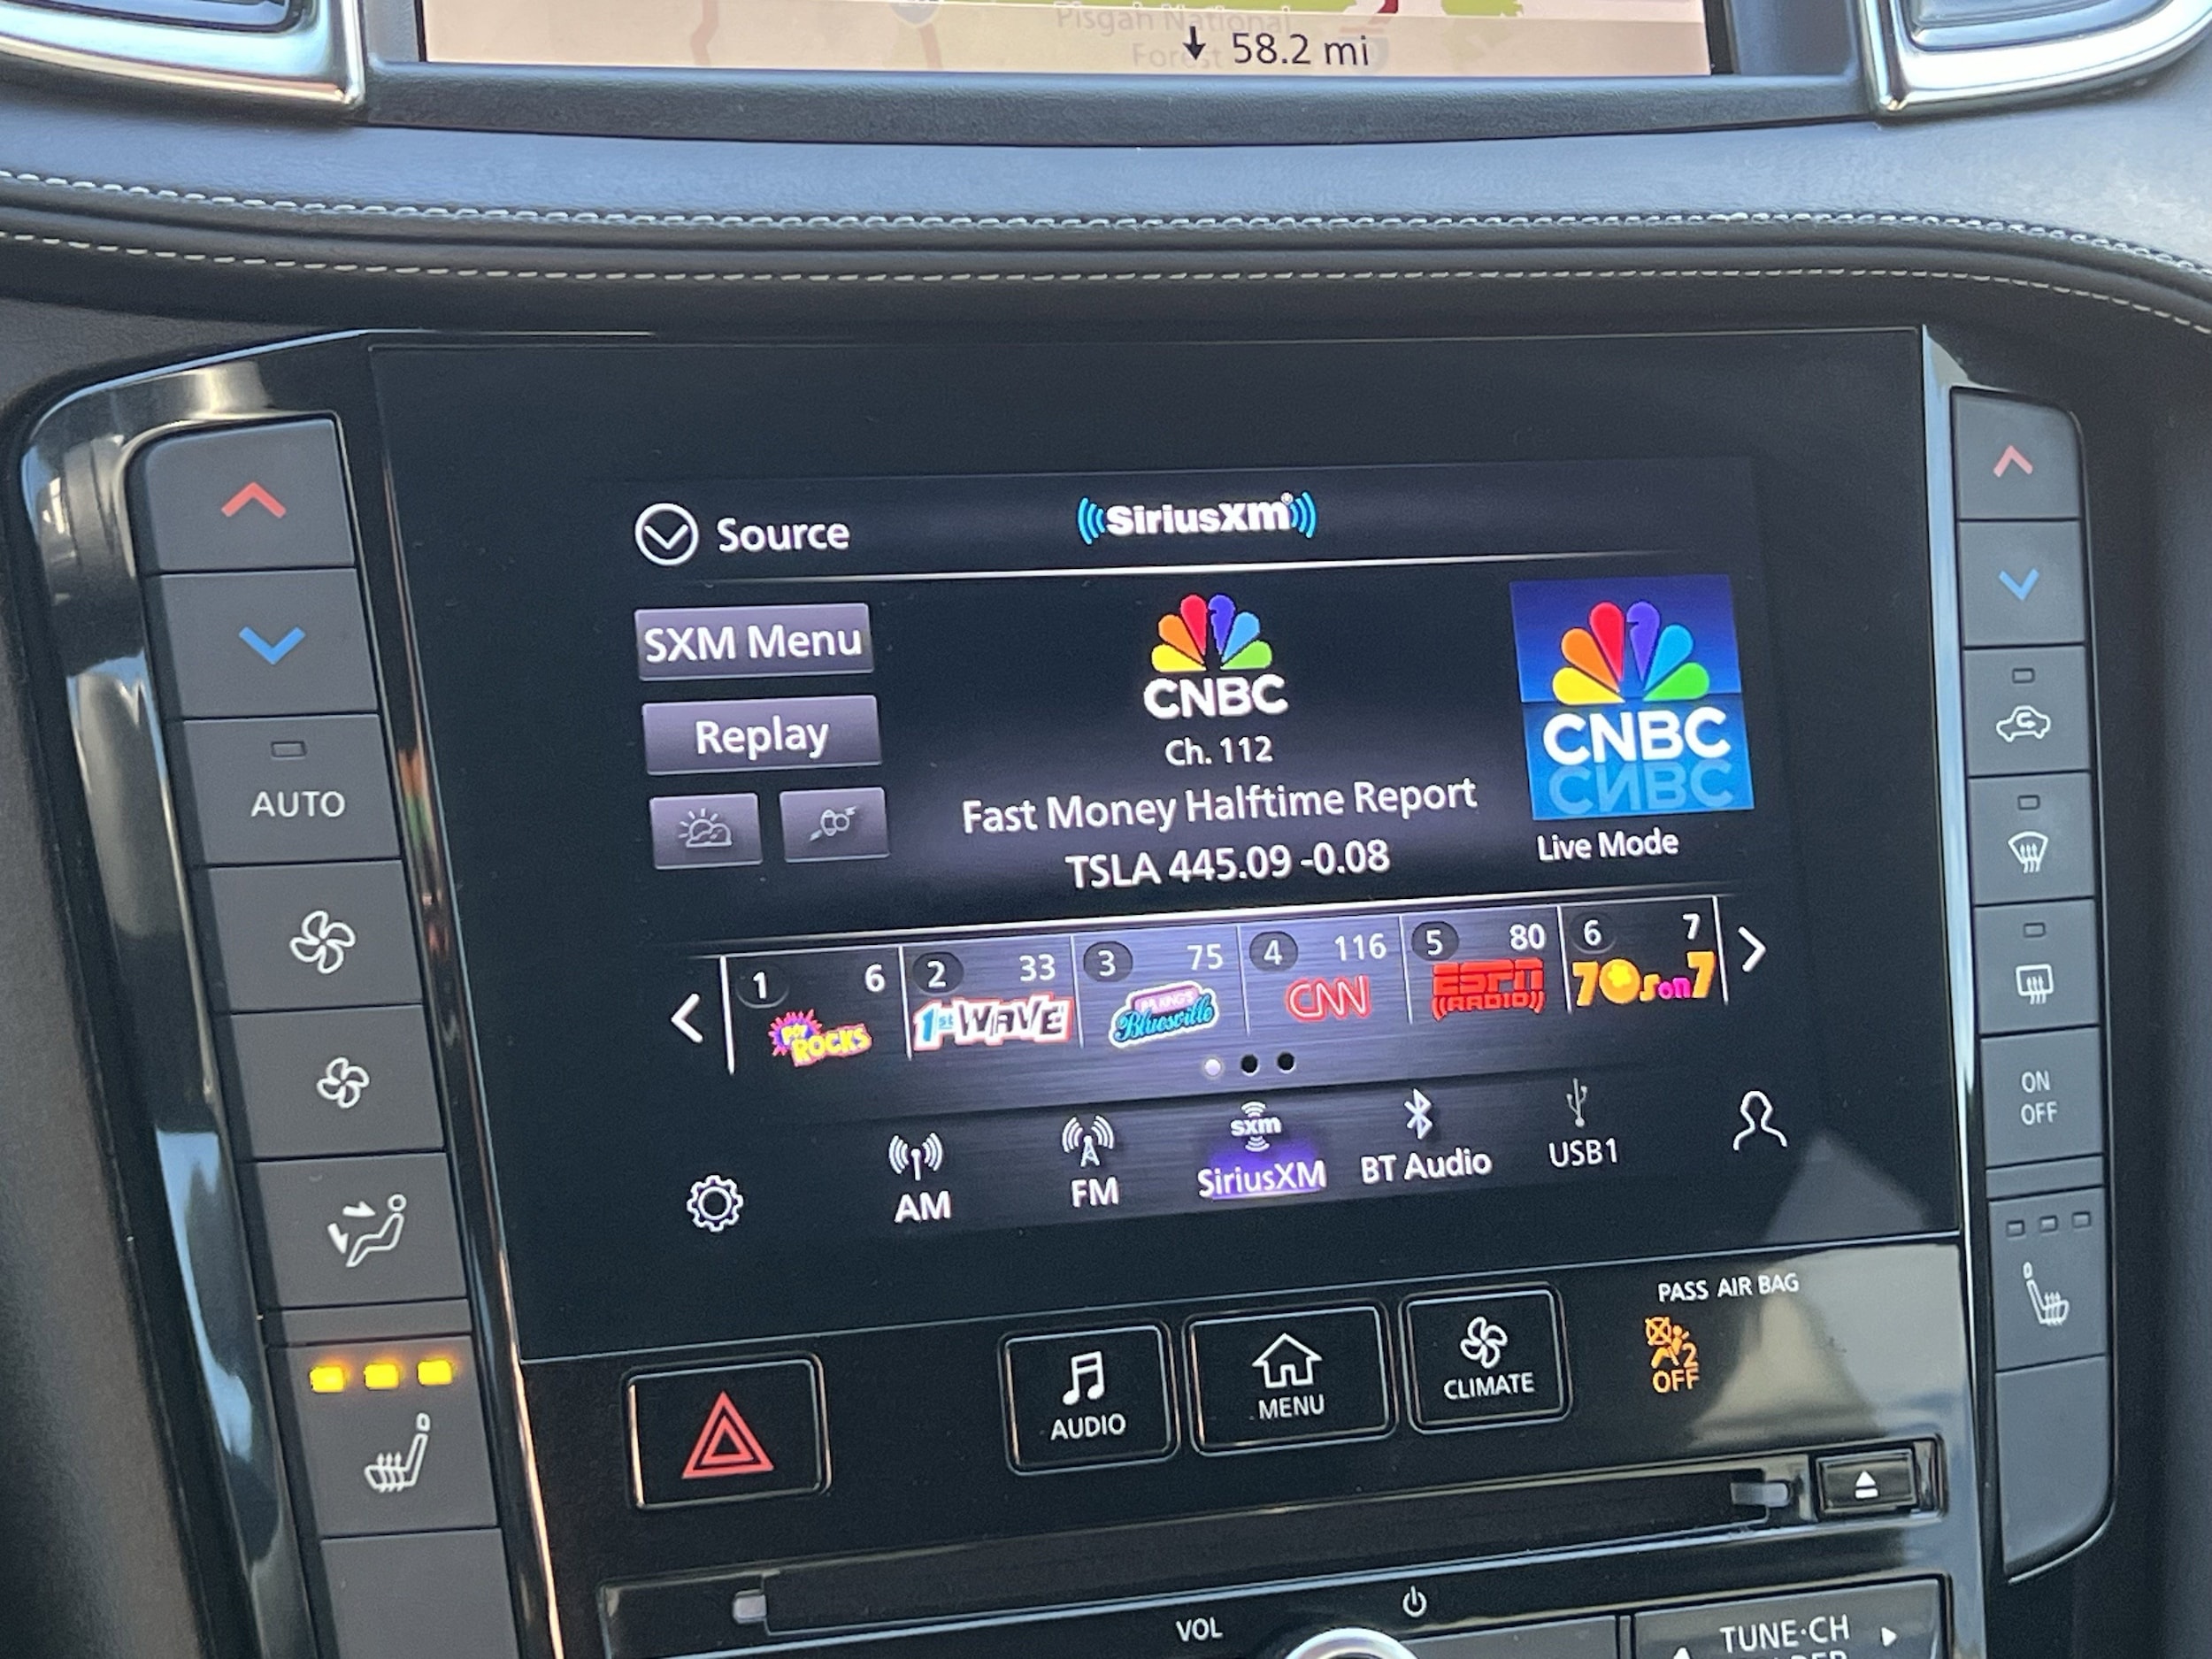 Pisgah National
Forest
58.2 mi
Source
SiriusXm
SXM Menu
CNBC
CNBC
CNBC
Replay
Ch. 112
Fast Money Halftime Report
TSLA 445.09 -0.08
Live Mode
AUTO
1 6
2 33
3 75
4 116
5 80
6 7
ROCKS
1st WAVE
Bluesville
CNN
ESPN
(RADIO)
70s on 7
ON
OFF
sxm
AM
FM
SiriusXM
BT Audio
USB1
PASS AIR BAG
2
OFF
AUDIO
MENU
CLIMATE
VOL
TUNE·CH